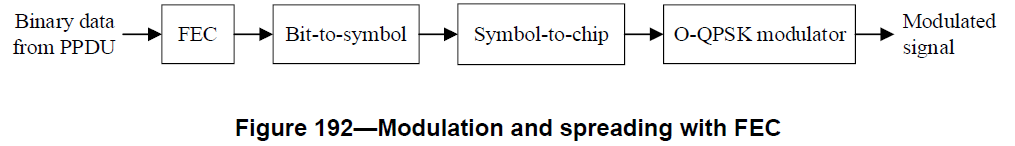 Binary data
from PPDU
FEC
Bit-to-symbol
Symbol-to-chip
O-QPSK modulator
Modulated
signal
Figure 192—Modulation and spreading with FEC